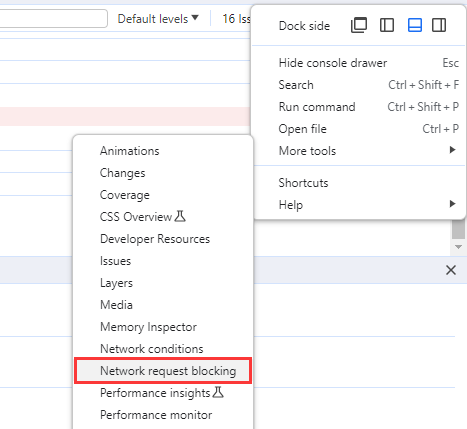 Default levels
16 Iss
Dock side
Hide console drawer Esc
Search Ctrl + Shift + F
Run command Ctrl + Shift + P
Open file Ctrl + P
More tools
Shortcuts
Help
Animations
Changes
Coverage
CSS Overview
Developer Resources
Issues
Layers
Media
Memory Inspector
Network conditions
Network request blocking
Performance insights
Performance monitor